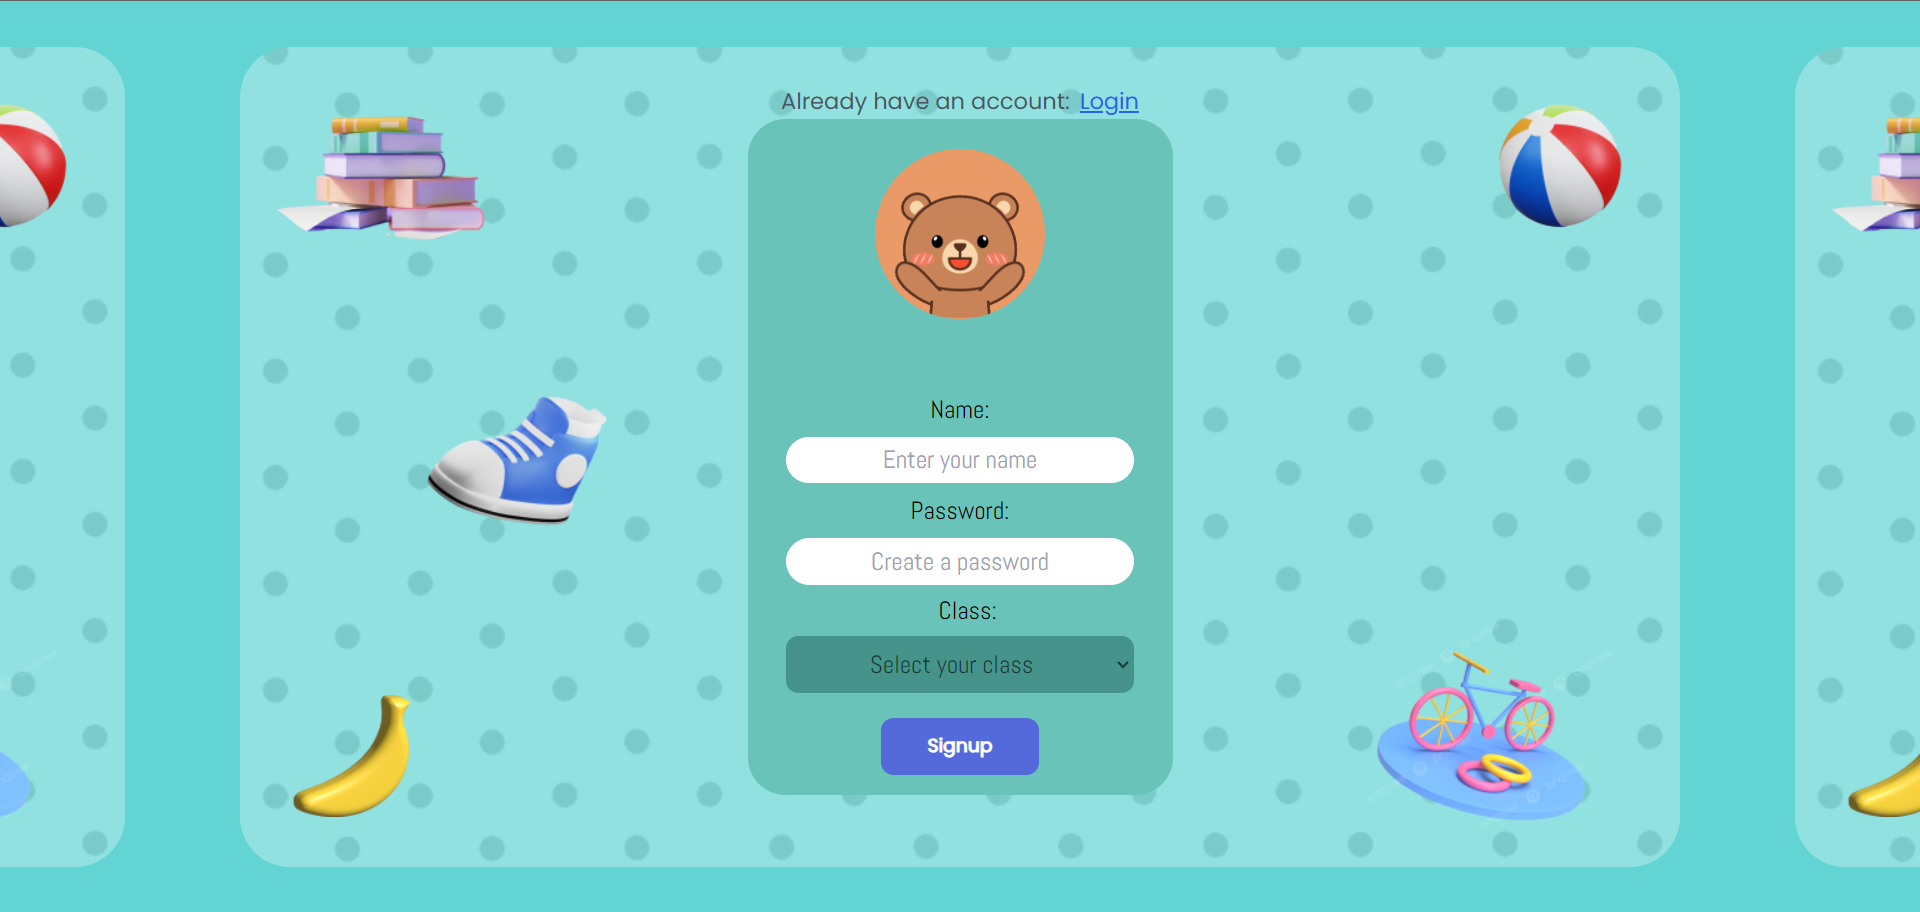 Already have an account: Login
Name:
Enter your name
Password:
Create a password
Class:
Select your class
Signup